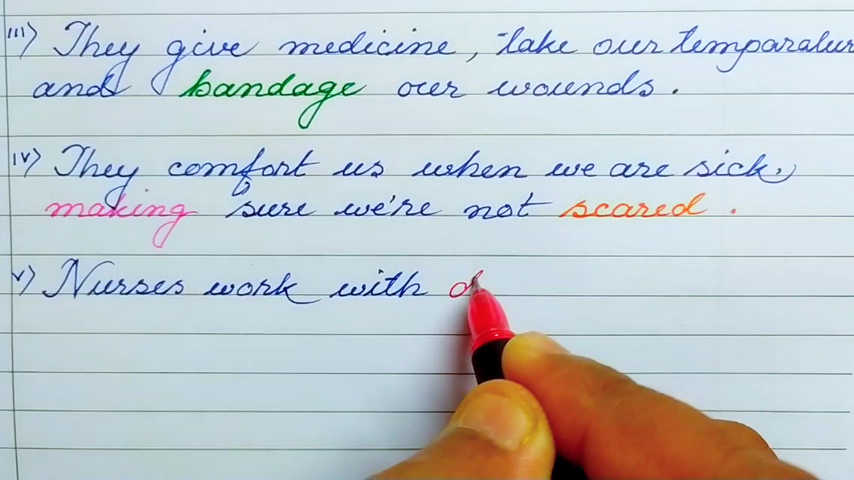 iii) They give medicine, take our temparatur
and bandage our wounds.
iv) They comfort us when we are sick,
making sure we're not scared.
v) Nurses work with d